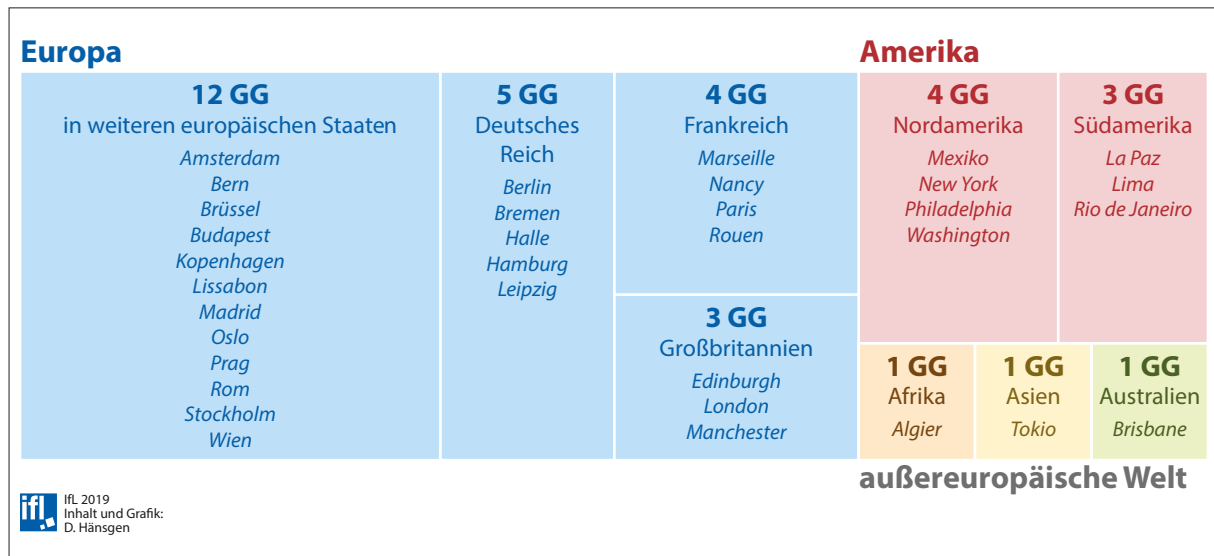 Europa
12 GG
in weiteren europäischen Staaten
Amsterdam
Bern
Brüssel
Budapest
Kopenhagen
Lissabon
Madrid
Oslo
Prag
Rom
Stockholm
Wien
5 GG
Deutsches
Reich
Berlin
Bremen
Halle
Hamburg
Leipzig
4 GG
Frankreich
Marseille
Nancy
Paris
Rouen
3 GG
Großbritannien
Edinburgh
London
Manchester
Amerika
4 GG
Nordamerika
Mexiko
New York
Philadelphia
Washington
3 GG
Südamerika
La Paz
Lima
Rio de Janeiro
1 GG
Afrika
Algier
1 GG
Asien
Tokio
1 GG
Australien
Brisbane
außereuropäische Welt
ifl
IfL 2019
Inhalt und Grafik:
D. Hänsgen